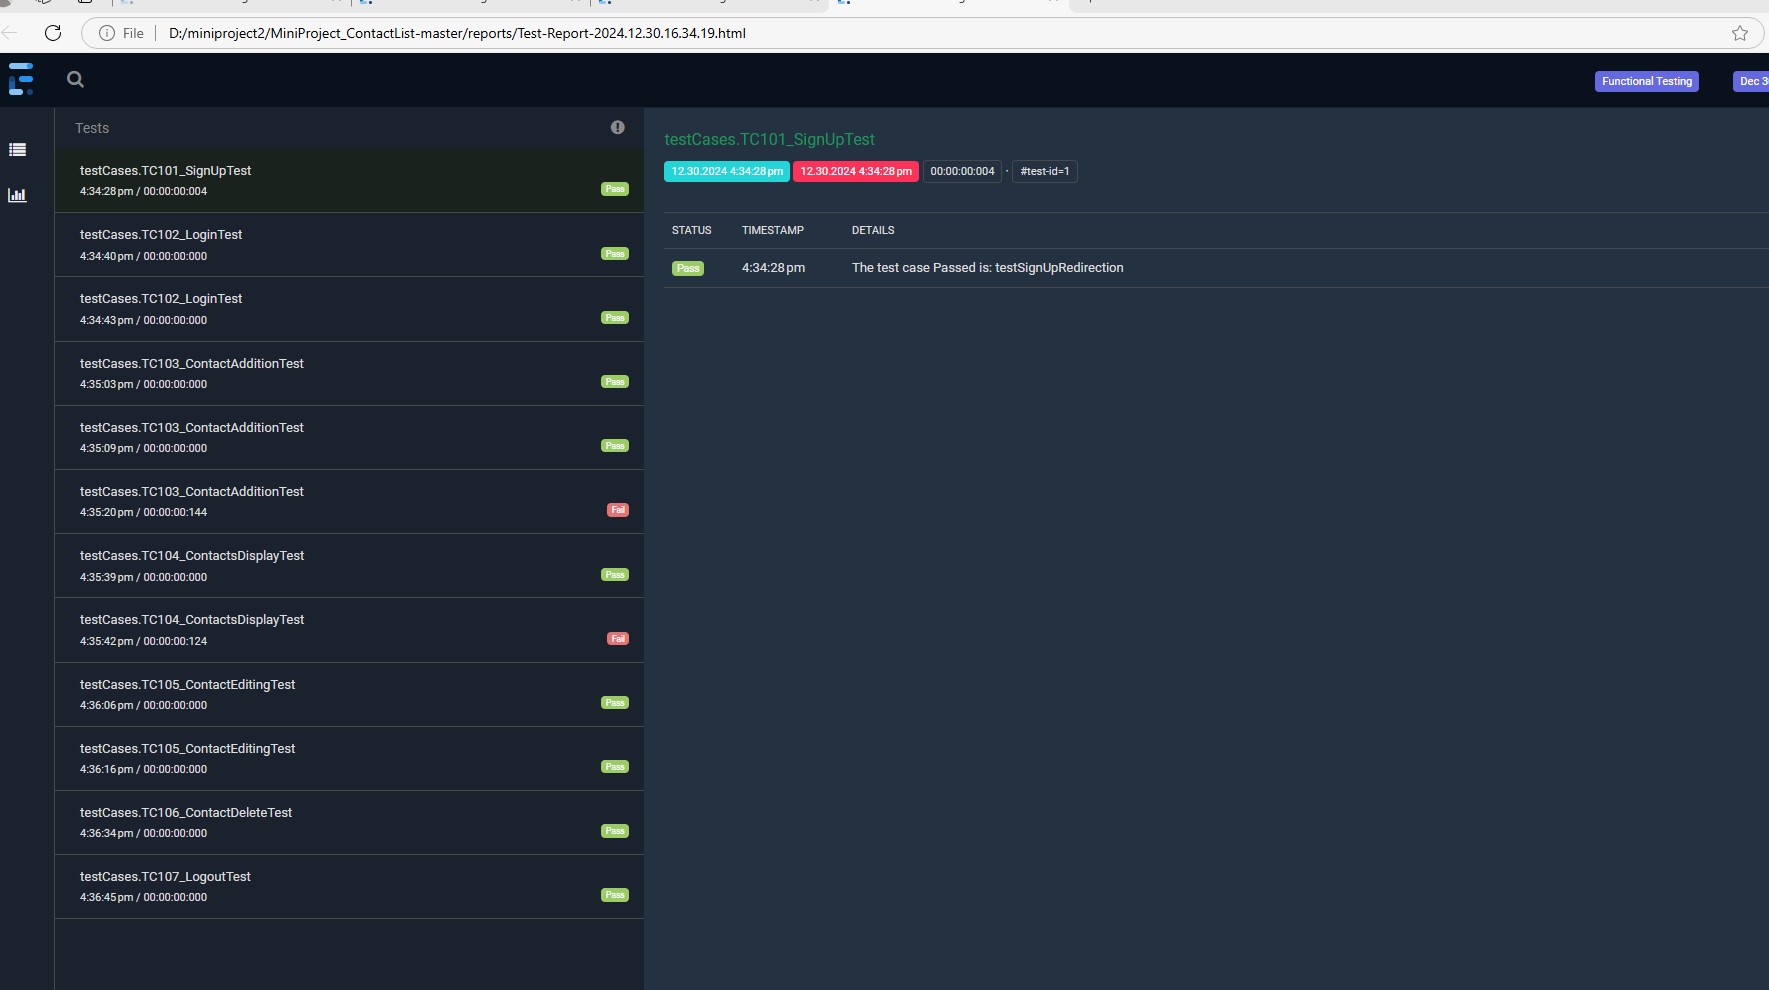 File D:/miniproject2/MiniProject_ContactList-master/reports/Test-Report-2024.12.30.16.34.19.html
Functional Testing Dec
Tests
testCases.TC101_SignUpTest
4:34:28 pm / 00:00:00:004
Pass
testCases.TC102_LoginTest
4:34:40 pm / 00:00:00:000
Pass
testCases.TC102_LoginTest
4:34:43 pm / 00:00:00:000
Pass
testCases.TC103_ContactAdditionTest
4:35:03 pm / 00:00:00:000
Pass
testCases.TC103_ContactAdditionTest
4:35:09 pm / 00:00:00:000
Pass
testCases.TC103_ContactAdditionTest
4:35:20 pm / 00:00:00:144
Fail
testCases.TC104_ContactsDisplayTest
4:35:39 pm / 00:00:00:000
Pass
testCases.TC104_ContactsDisplayTest
4:35:42 pm / 00:00:00:124
Fail
testCases.TC105_ContactEditingTest
4:36:06 pm / 00:00:00:000
Pass
testCases.TC105_ContactEditingTest
4:36:16 pm / 00:00:00:000
Pass
testCases.TC106_ContactDeleteTest
4:36:34 pm / 00:00:00:000
Pass
testCases.TC107_LogoutTest
4:36:45 pm / 00:00:00:000
Pass
testCases.TC101_SignUpTest
12.30.2024 4:34:28 pm 12.30.2024 4:34:28 pm 00:00:00:004 · #test-id=1
STATUS TIMESTAMP DETAILS
Pass 4:34:28 pm The test case Passed is: testSignUpRedirection